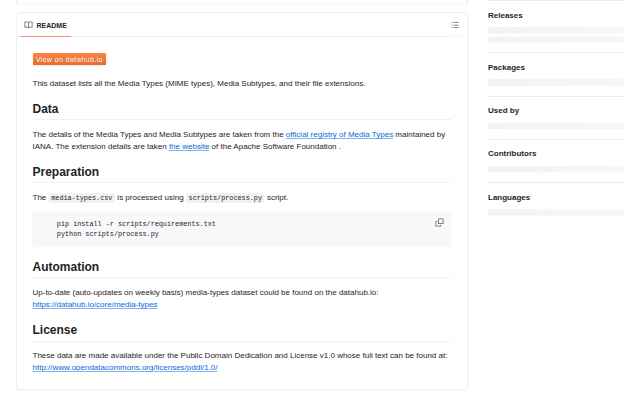 README
View on datahub.io
This dataset lists all the Media Types (MIME types), Media Subtypes, and their file extensions.
Data
The details of the Media Types and Media Subtypes are taken from the official registry of Media Types maintained by
IANA. The extension details are taken the website of the Apache Software Foundation .
Preparation
The media-types.csv is processed using scripts/process.py script.
pip install -r scripts/requirements.txt
python scripts/process.py
Automation
Up-to-date (auto-updates on weekly basis) media-types dataset could be found on the datahub.io:
https://datahub.io/core/media-types
License
These data are made available under the Public Domain Dedication and License v1.0 whose full text can be found at:
http://www.opendatacommons.org/licenses/pddl/1.0/
Releases
Packages
Used by
Contributors
Languages